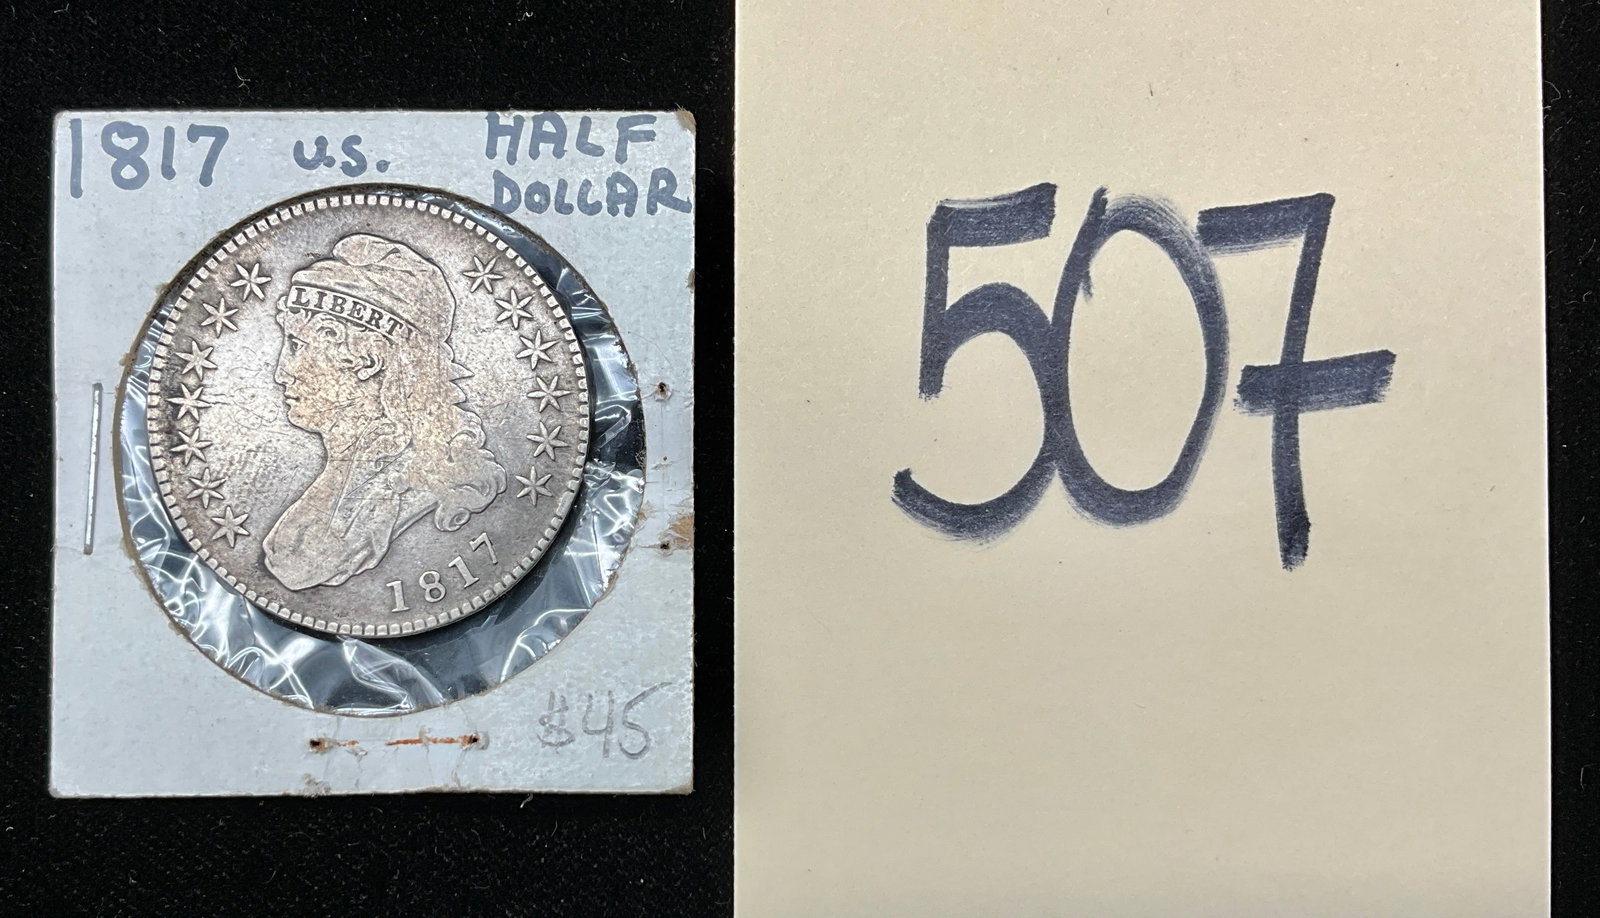 1817 U.S. HALF
DOLLAR
LIBERTY
1817
$45
507